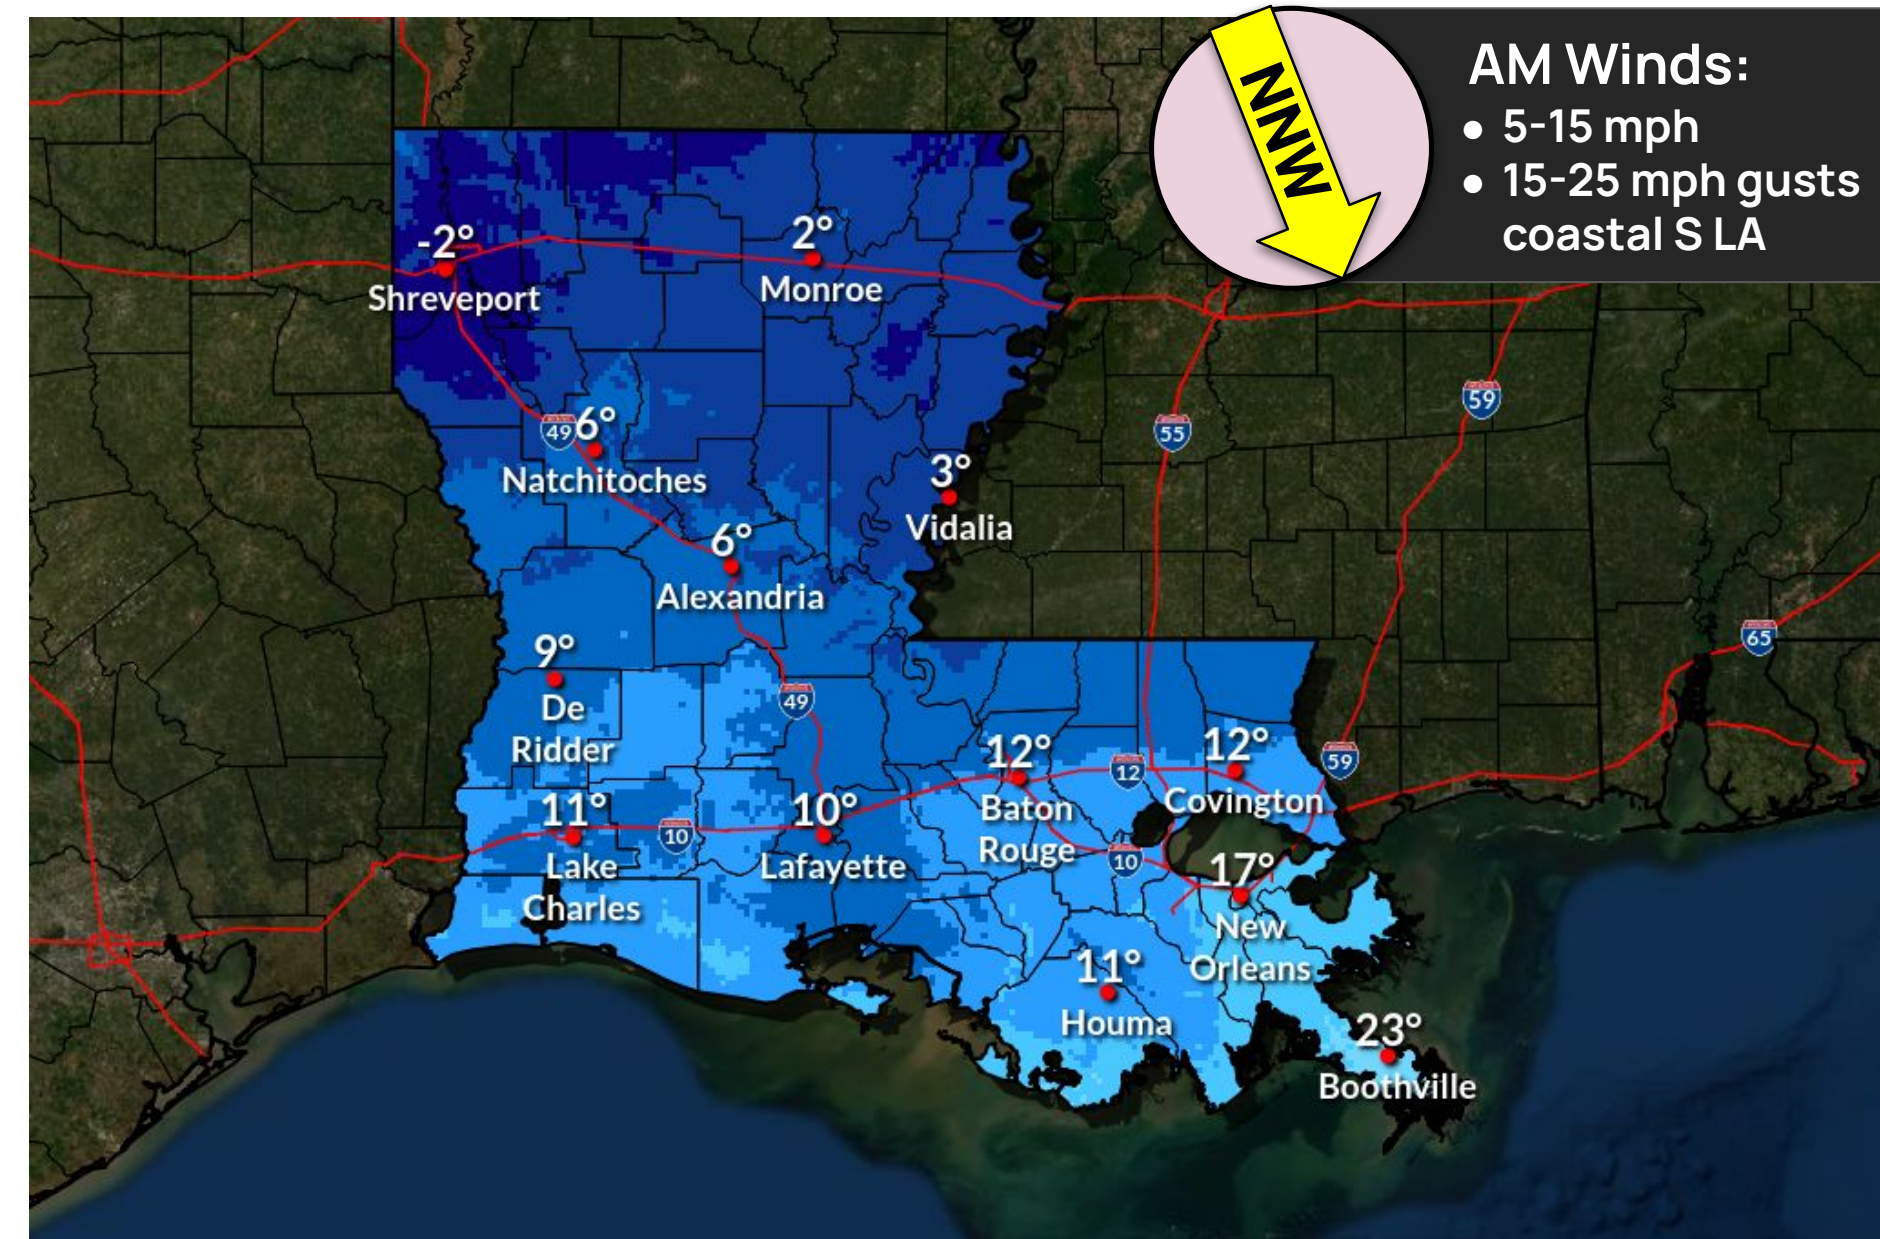 NNW
AM Winds:
• 5-15 mph
• 15-25 mph gusts
coastal S LA
-2°
Shreveport
2°
Monroe
49
6°
Natchitoches
55
59
3°
Vidalia
6°
Alexandria
65
9°
De
Ridder
49
12°
Baton
Rouge
12
12°
Covington
59
11°
Lake
Charles
10
10°
Lafayette
10
17°
New
Orleans
11°
Houma
23°
Boothville